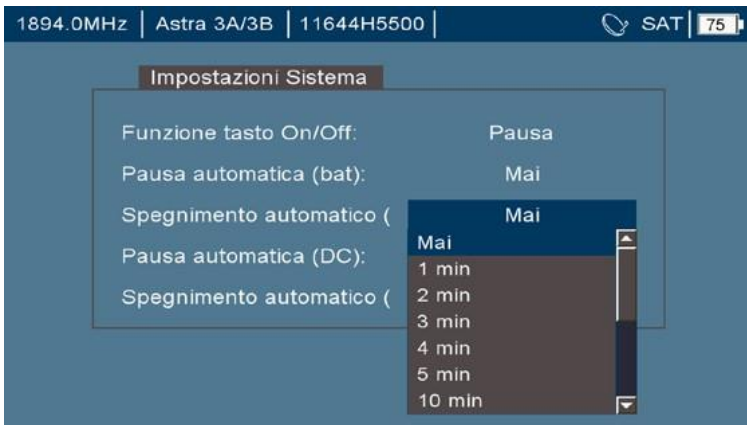 1894.0MHz | Astra 3A/3B | 11644H5500 | SAT 75
Impostazioni Sistema
Funzione tasto On/Off: Pausa
Pausa automatica (bat): Mai
Spegnimento automatico ( Mai
Pausa automatica (DC):
Spegnimento automatico (
Mai
1 min
2 min
3 min
4 min
5 min
10 min